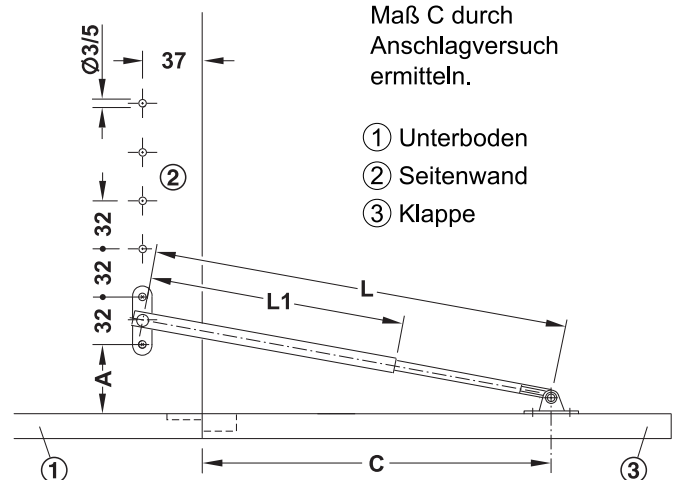 Maß C durch
Anschlagversuch
ermitteln.
① Unterboden
② Seitenwand
③ Klappe
Ø3/5
37
②
32
32
32
A
L
L1
C
①
③